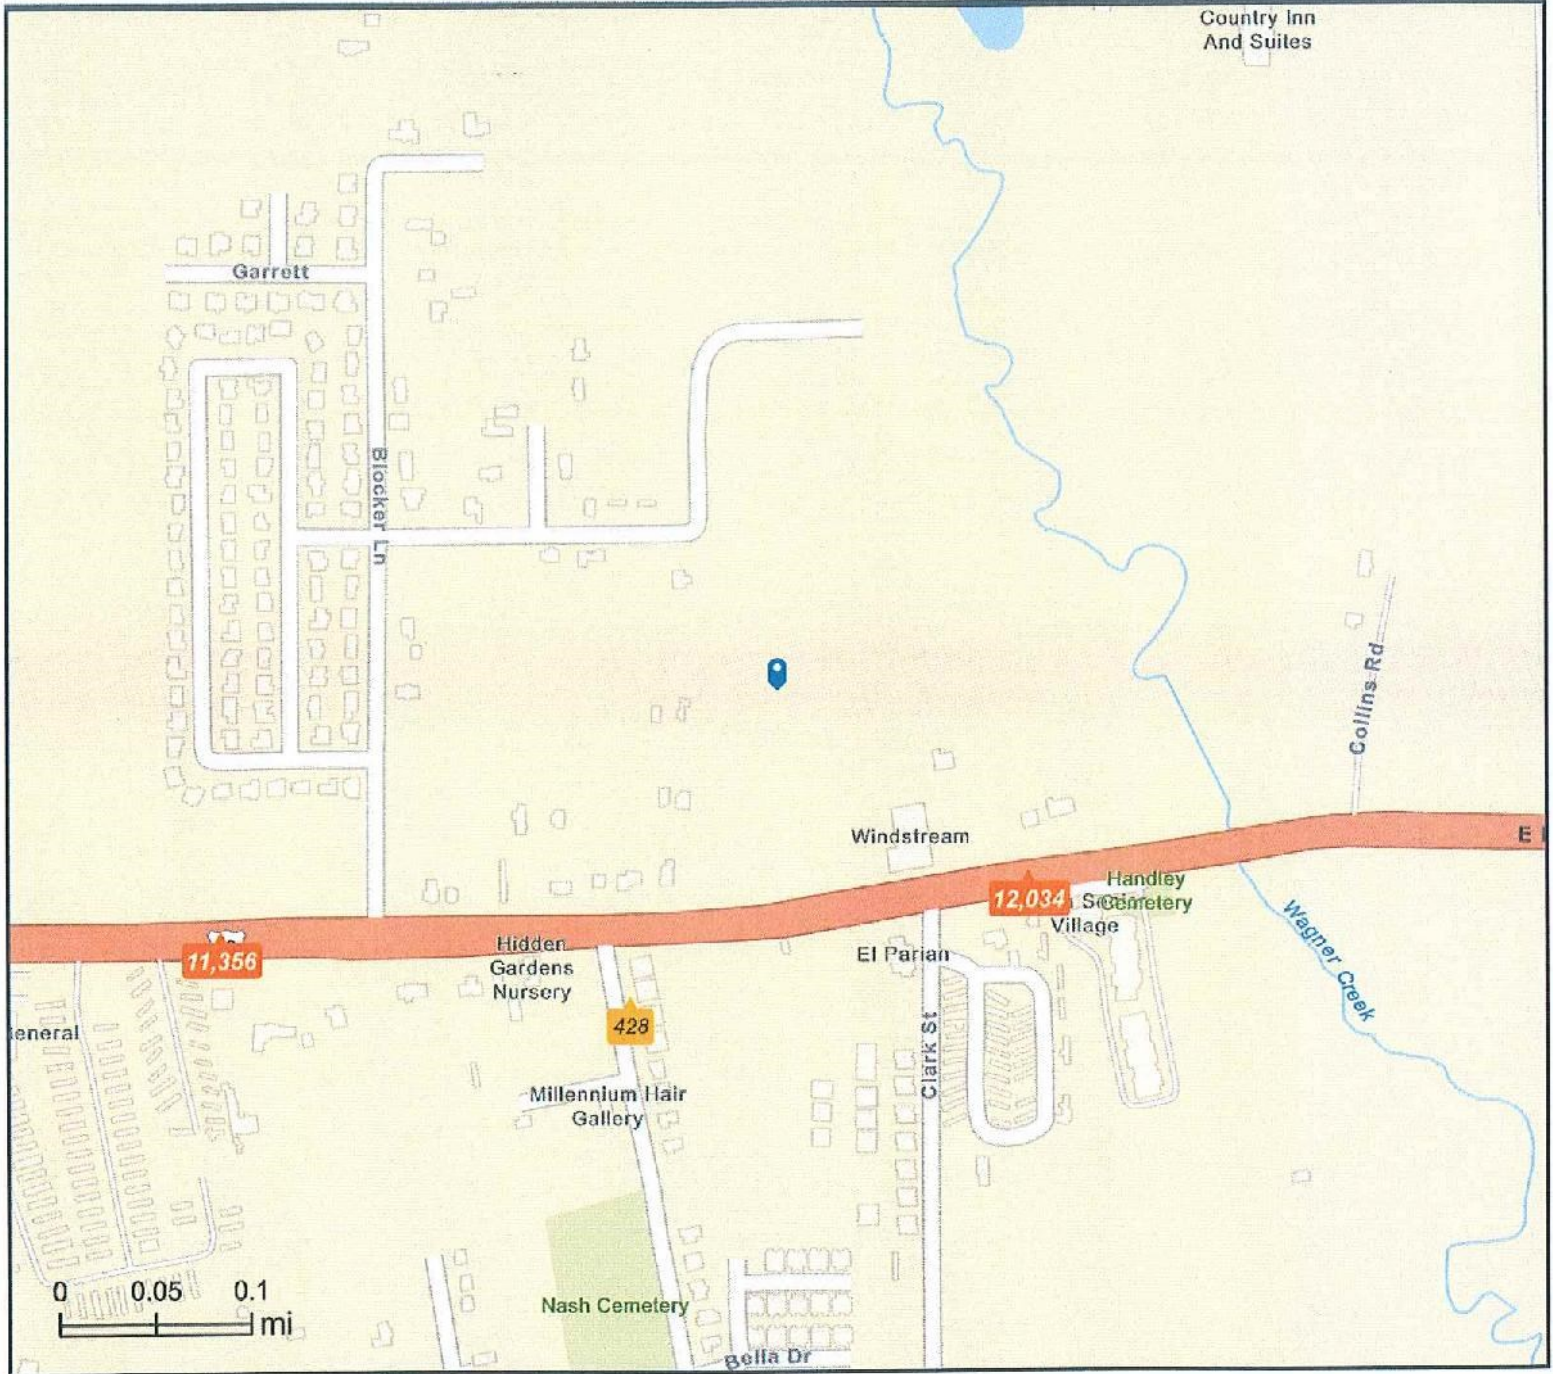 Country Inn
And Suites
Garrett
Blocker Ln
Collins Rd
Windstream
E
12,034
Handley
Cemetery
Village
11,356
Hidden
Gardens
Nursery
El Parian
Wagner Creek
428
eneral
Clark St
Millennium Hair
Gallery
0 0.05 0.1
mi
Nash Cemetery
Bella Dr